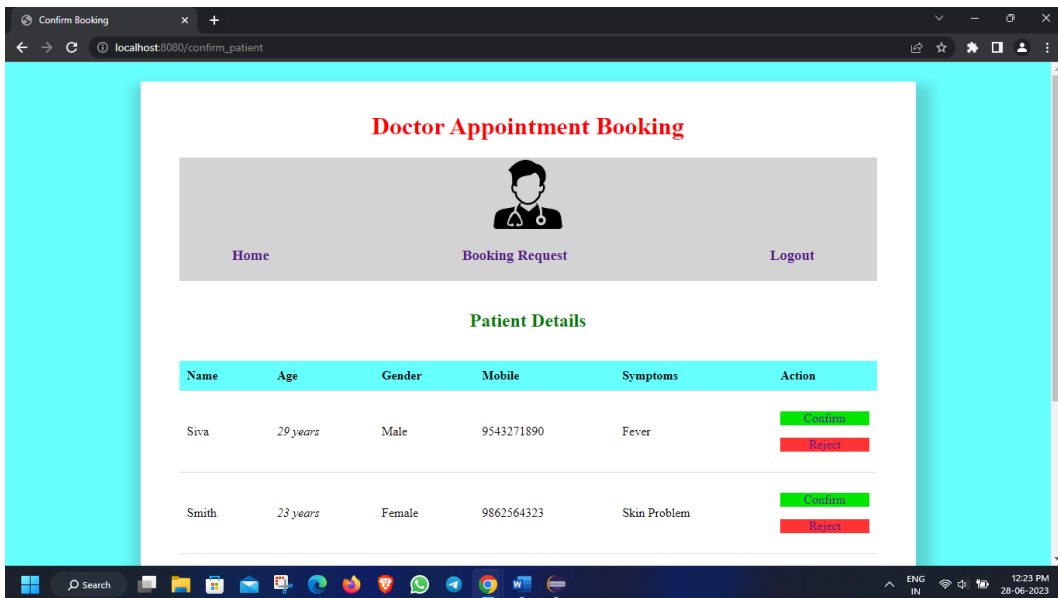 Confirm Booking
localhost:8080/confirm_patient
Doctor Appointment Booking
Home Booking Request Logout
Patient Details
Name Age Gender Mobile Symptoms Action
Siva 29 years Male 9543271890 Fever Confirm
Reject
Smith 23 years Female 9862564323 Skin Problem Confirm
Reject
Search ENG 12:23 PM
IN 28-06-2023